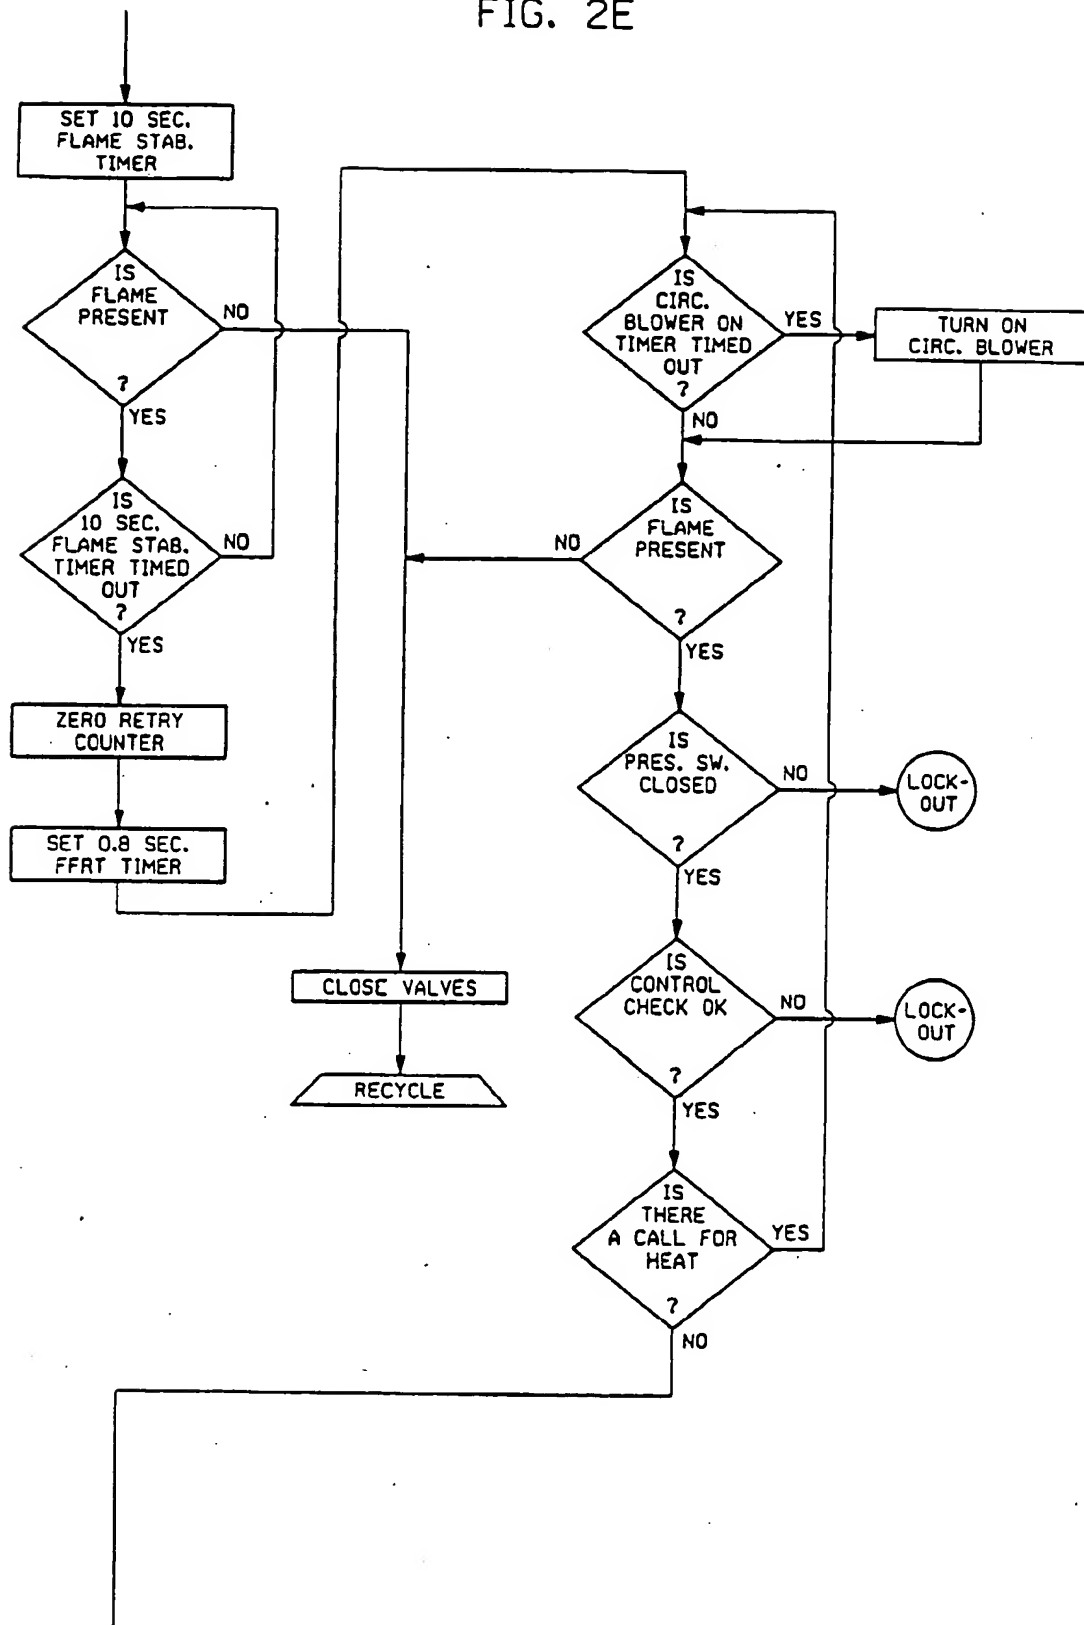 FIG. 2E
SET 10 SEC.
FLAME STAB.
TIMER
IS
FLAME
PRESENT
?
NO
YES
IS
10 SEC.
FLAME STAB.
TIMER TIMED
OUT
?
NO
YES
ZERO RETRY
COUNTER
SET 0.8 SEC.
FFRT TIMER
CLOSE VALVES
RECYCLE
IS
CIRC.
BLOWER ON
TIMER TIMED
OUT
?
YES
NO
TURN ON
CIRC. BLOWER
IS
FLAME
PRESENT
?
NO
YES
IS
PRES. SW.
CLOSED
?
NO
YES
LOCK-
OUT
IS
CONTROL
CHECK OK
?
NO
YES
LOCK-
OUT
IS
THERE
A CALL FOR
HEAT
?
YES
NO